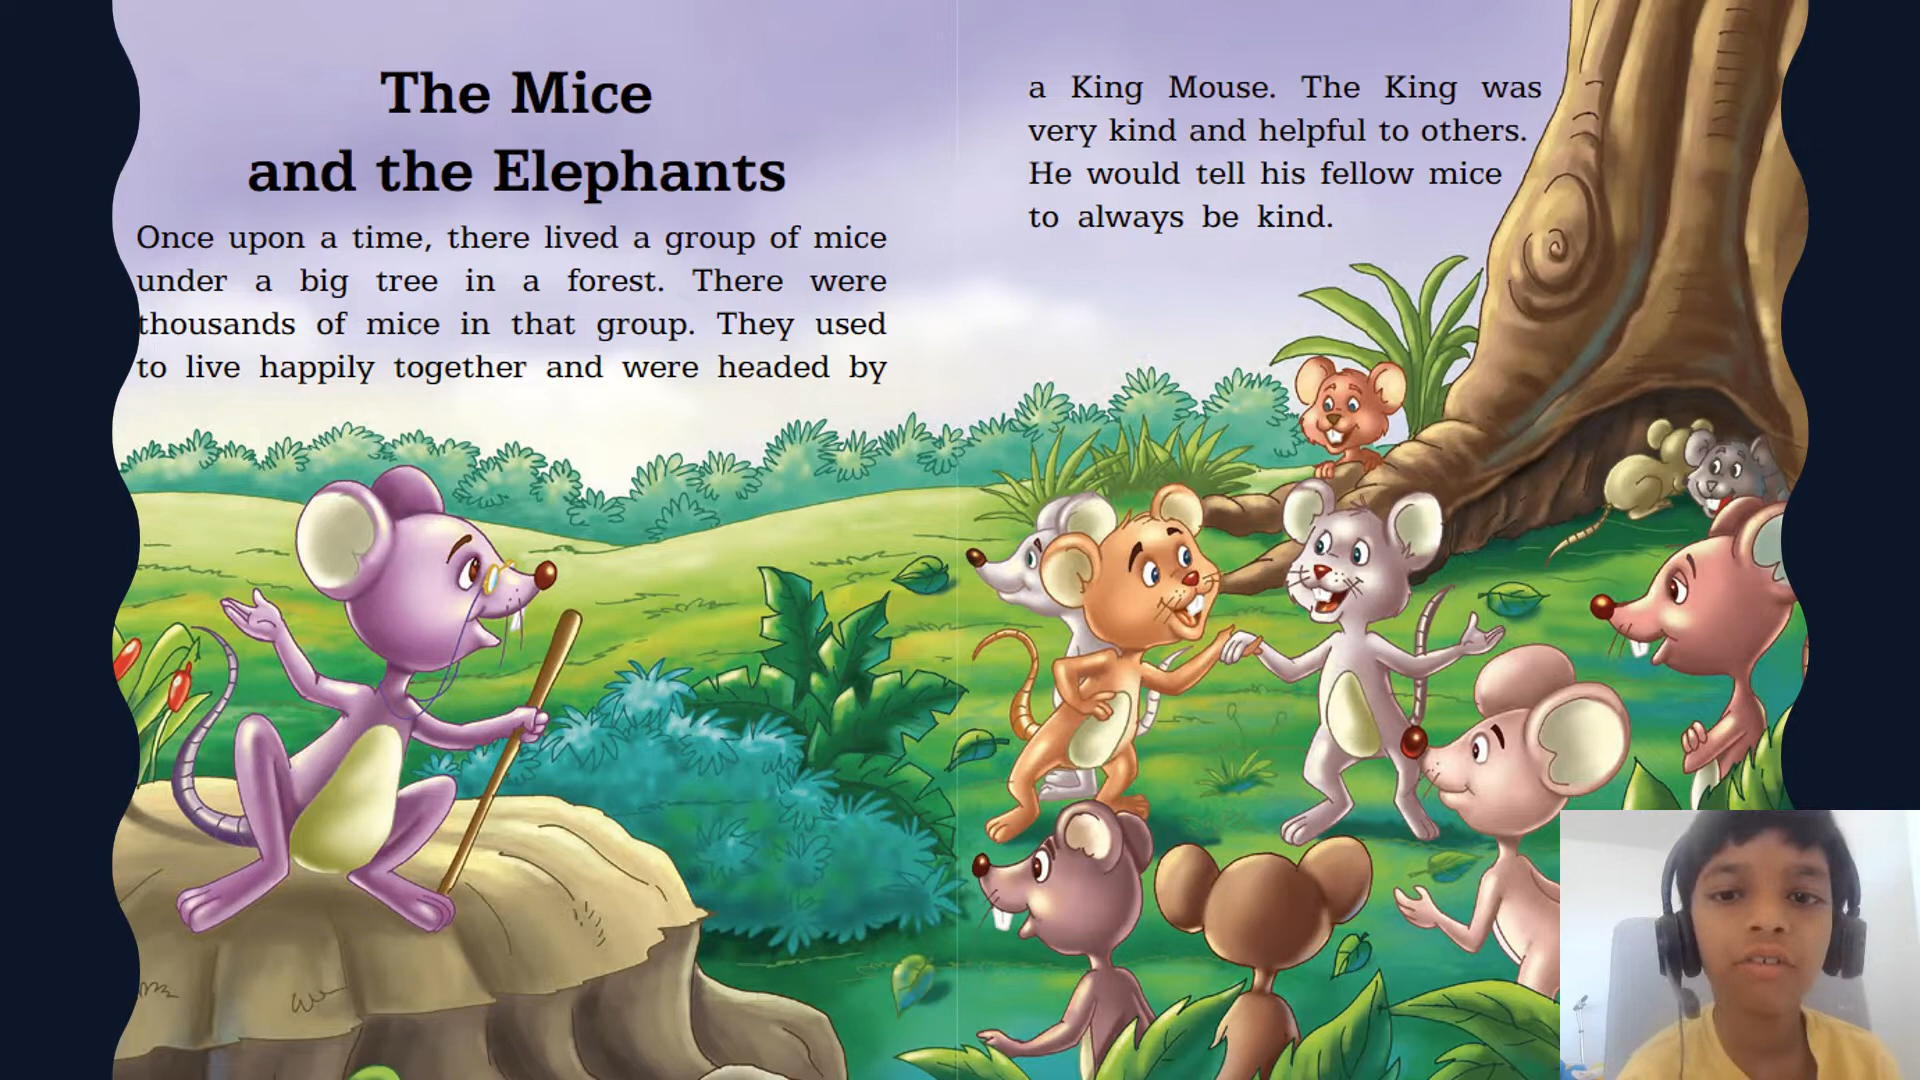 The Mice
and the Elephants
Once upon a time, there lived a group of mice
under a big tree in a forest. There were
thousands of mice in that group. They used
to live happily together and were headed by
a King Mouse. The King was
very kind and helpful to others.
He would tell his fellow mice
to always be kind.